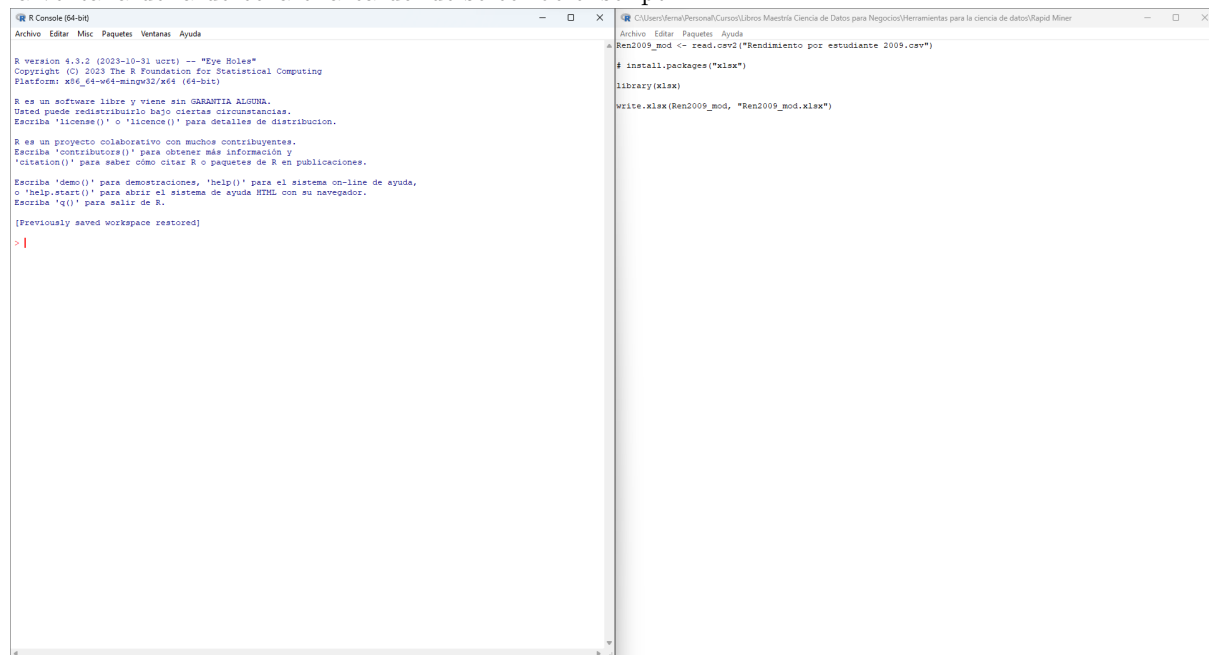 R Console (64-bit)
Archivo Editar Misc Paquetes Ventanas Ayuda
R version 4.3.2 (2023-10-31 ucrt) -- "Eye Holes"
Copyright (C) 2023 The R Foundation for Statistical Computing
Platform: x86_64-w64-mingw32/x64 (64-bit)
R es un software libre y viene sin GARANTIA ALGUNA.
Usted puede redistribuirlo bajo ciertas circunstancias.
Escriba 'license()' o 'licence()' para detalles de distribucion.
R es un proyecto colaborativo con muchos contribuyentes.
Escriba 'contributors()' para obtener más información y
'citation()' para saber cómo citar R o paquetes de R en publicaciones.
Escriba 'demo()' para demostraciones, 'help()' para el sistema on-line de ayuda,
o 'help.start()' para abrir el sistema de ayuda HTML con su navegador.
Escriba 'q()' para salir de R.
[Previously saved workspace restored]
>
C:\Users\ferna\Personal\Cursos\Libros Maestría Ciencia de Datos para Negocios\Herramientas para la ciencia de datos\Rapid Miner
Archivo Editar Paquetes Ayuda
Ren2009_mod <- read.csv2("Rendimiento por estudiante 2009.csv")
# install.packages("xlsx")
library(xlsx)
write.xlsx(Ren2009_mod, "Ren2009_mod.xlsx")